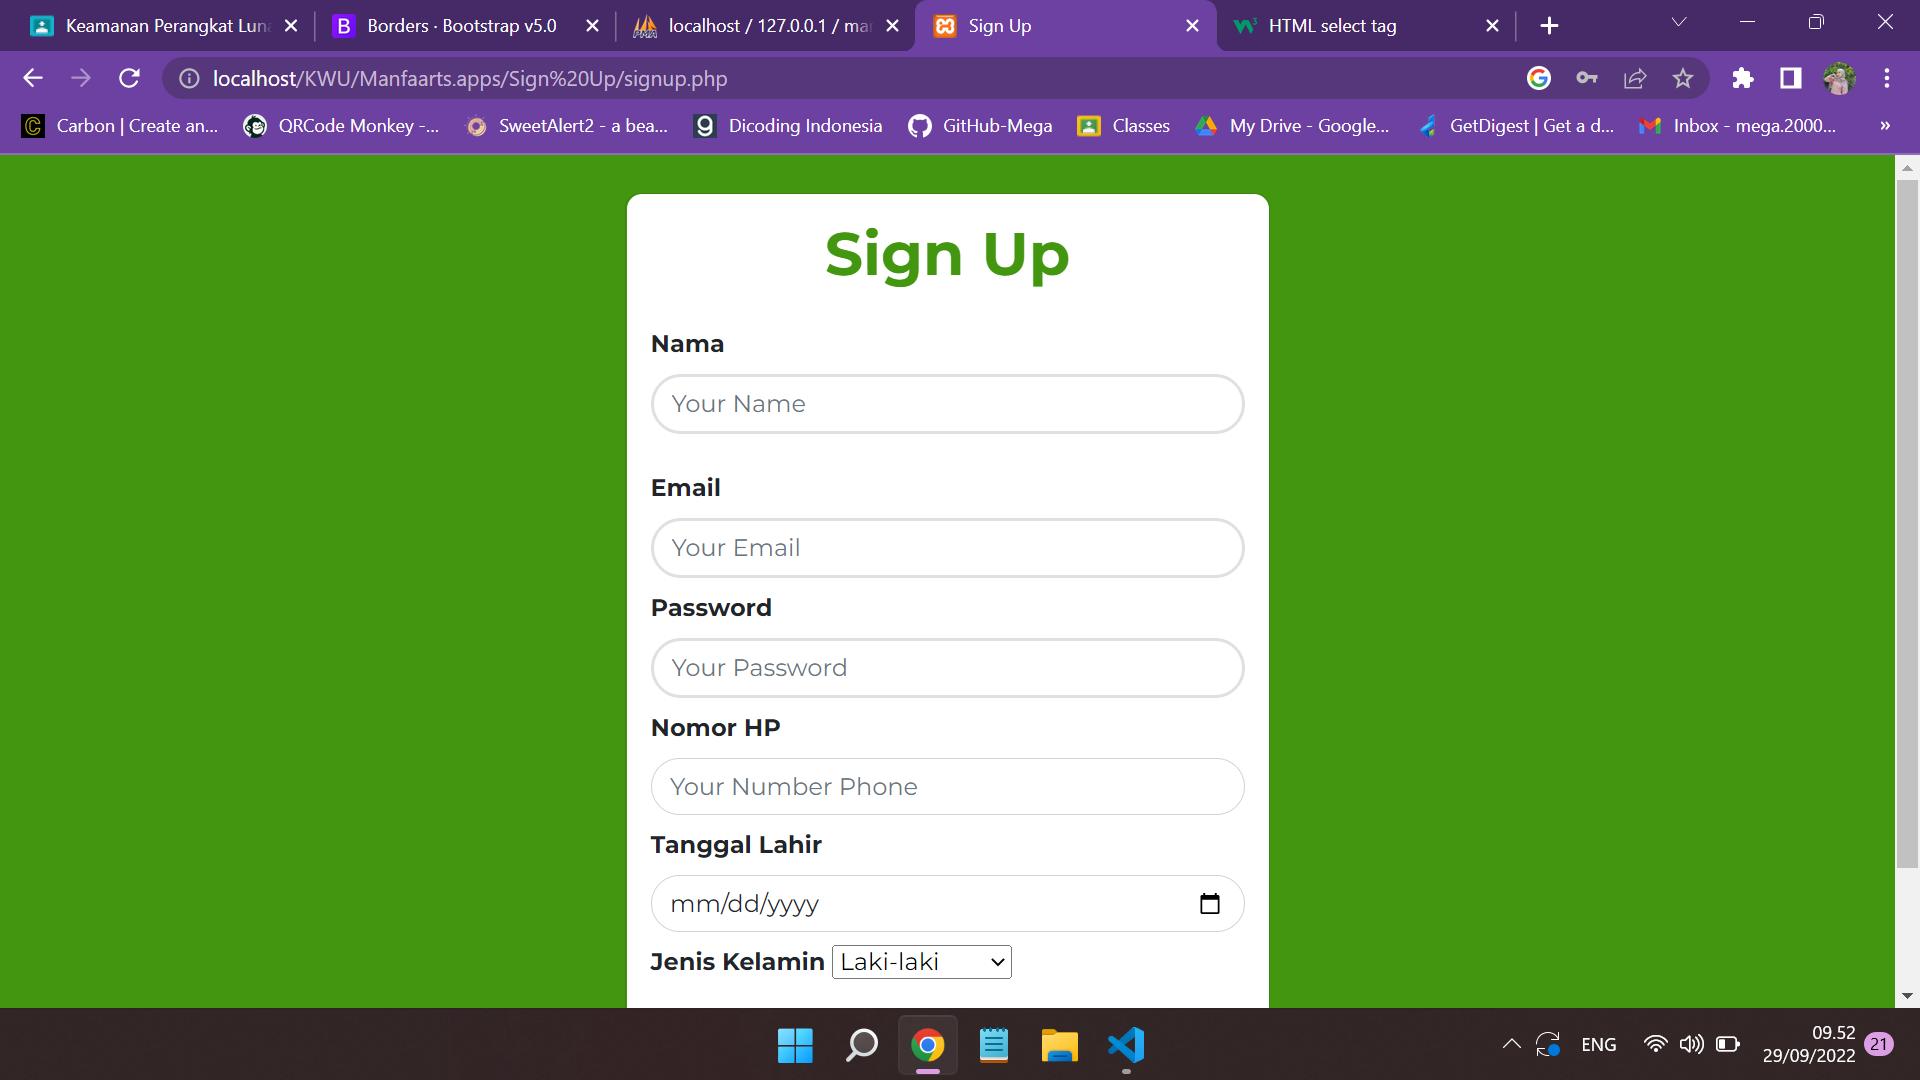 Keamanan Perangkat Luna
Borders · Bootstrap v5.0
localhost / 127.0.0.1 / mar
Sign Up
HTML select tag
localhost/KWU/Manfaarts.apps/Sign%20Up/signup.php
Carbon | Create an...
QRCode Monkey -...
SweetAlert2 - a bea...
Dicoding Indonesia
GitHub-Mega
Classes
My Drive - Google...
GetDigest | Get a d...
Inbox - mega.2000...
»
Sign Up
Nama
Your Name
Email
Your Email
Password
Your Password
Nomor HP
Your Number Phone
Tanggal Lahir
mm/dd/yyyy
Jenis Kelamin Laki-laki
ENG
09.52
29/09/2022
21